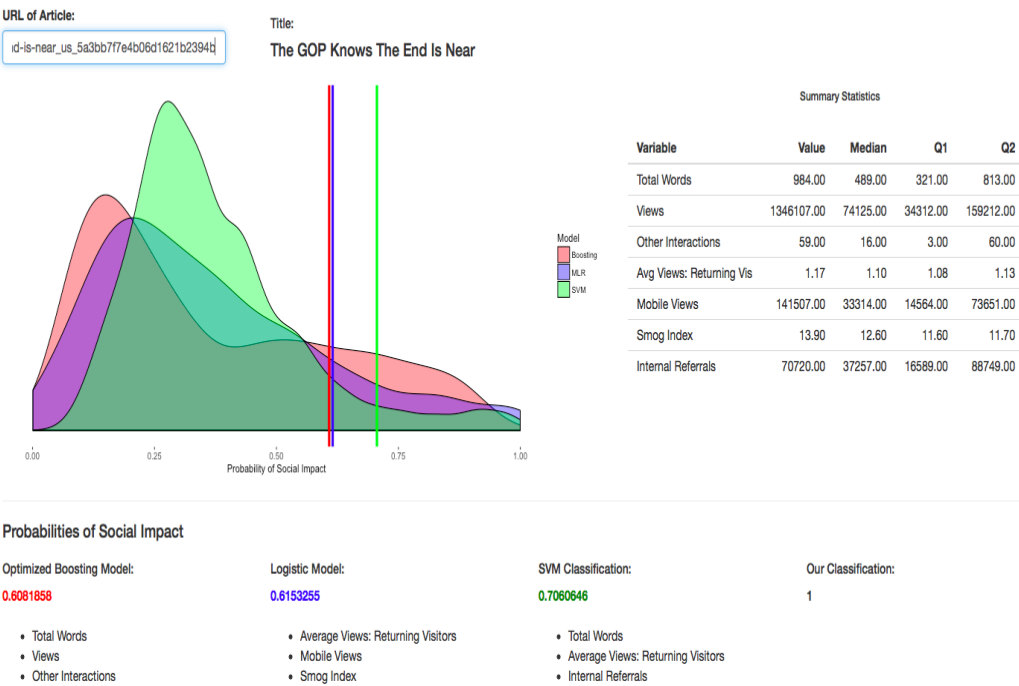 URL of Article:
d-is-near_us_5a3bb7f7e4b06d1621b2394b
Title:
The GOP Knows The End Is Near
Summary Statistics
Variable Value Median Q1 Q2
Total Words 984.00 489.00 321.00 813.00
Views 1346107.00 74125.00 34312.00 159212.00
Other Interactions 59.00 16.00 3.00 60.00
Avg Views: Returning Vis 1.17 1.10 1.08 1.13
Mobile Views 141507.00 33314.00 14564.00 73651.00
Smog Index 13.90 12.60 11.60 11.70
Internal Referrals 70720.00 37257.00 16589.00 88749.00
Model
Boosting
MLR
SVM
0.00 0.25 0.50 0.75 1.00
Probability of Social Impact
Probabilities of Social Impact
Optimized Boosting Model: Logistic Model: SVM Classification: Our Classification:
0.6081858 0.6153255 0.7060646 1
• Total Words • Average Views: Returning Visitors • Total Words
• Views • Mobile Views • Average Views: Returning Visitors
• Other Interactions • Smog Index • Internal Referrals